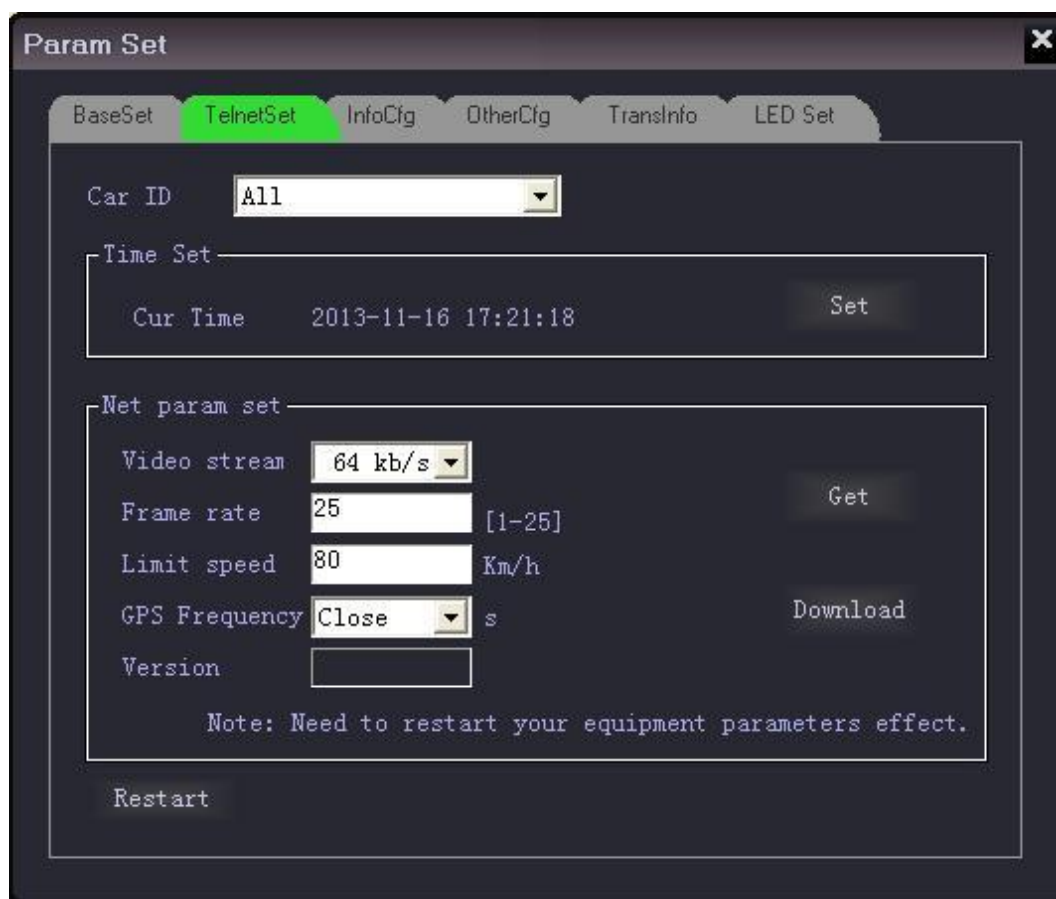 Param Set
BaseSet TelnetSet InfoCfg OtherCfg TransInfo LED Set
Car ID All
Time Set
Cur Time 2013-11-16 17:21:18 Set
Net param set
Video stream 64 kb/s
Get
Frame rate 25 [1-25]
Limit speed 80 Km/h
GPS Frequency Close s
Download
Version
Note: Need to restart your equipment parameters effect.
Restart